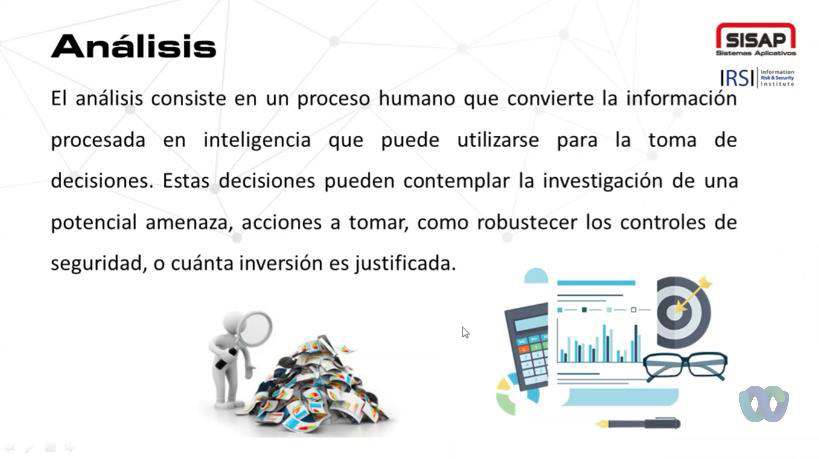 Análisis
SISAP
Sistemas Aplicativos
IRSI Information
Risk & Security
Institute
El análisis consiste en un proceso humano que convierte la información
procesada en inteligencia que puede utilizarse para la toma de
decisiones. Estas decisiones pueden contemplar la investigación de una
potencial amenaza, acciones a tomar, como robustecer los controles de
seguridad, o cuánta inversión es justificada.